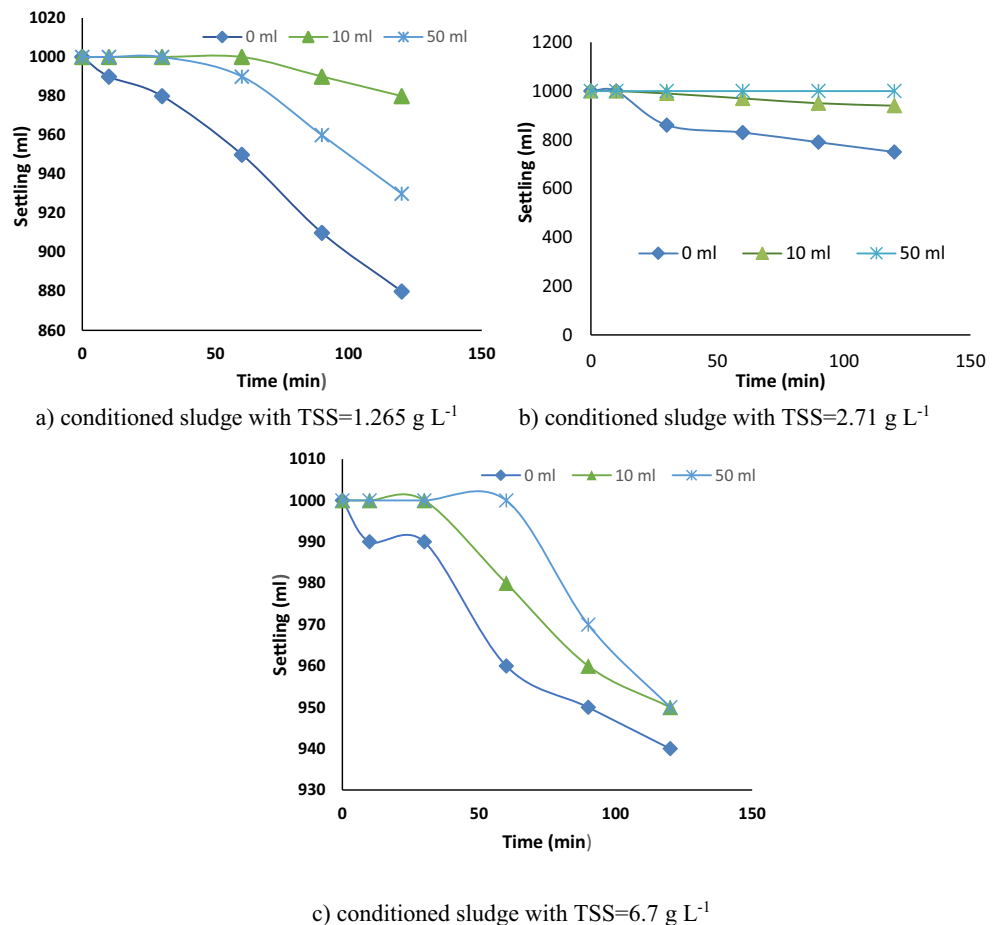 1020
1000
980
960
940
920
900
880
860
Settling (ml)
0 ml 10 ml 50 ml
0 50 100 150
Time (min)
a) conditioned sludge with TSS=1.265 g L-1
1200
1000
800
600
400
200
0
Settling (ml)
0 ml 10 ml 50 ml
0 50 100 150
Time (min)
b) conditioned sludge with TSS=2.71 g L-1
1010
1000
990
980
970
960
950
940
930
Settling (ml)
0 ml 10 ml 50 ml
0 50 100 150
Time (min)
c) conditioned sludge with TSS=6.7 g L-1